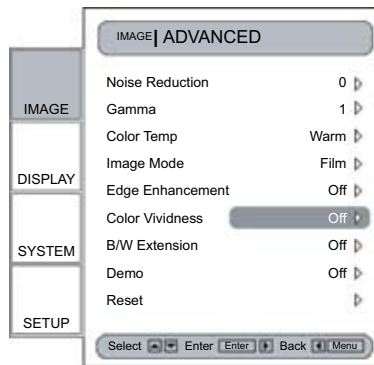 IMAGE| ADVANCED
IMAGE
DISPLAY
SYSTEM
SETUP
Noise Reduction 0
Gamma 1
Color Temp Warm
Image Mode Film
Edge Enhancement Off
Color Vividness Off
B/W Extension Off
Demo Off
Reset
Select Enter Enter Back Menu